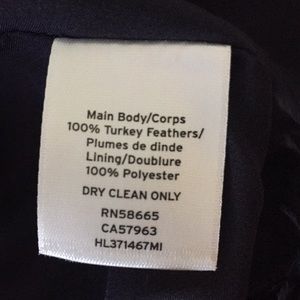 Main Body/Corps
100% Turkey Feathers/
Plumes de dinde
Lining/Doublure
100% Polyester
DRY CLEAN ONLY
RN58665
CA57963
HL371467MI